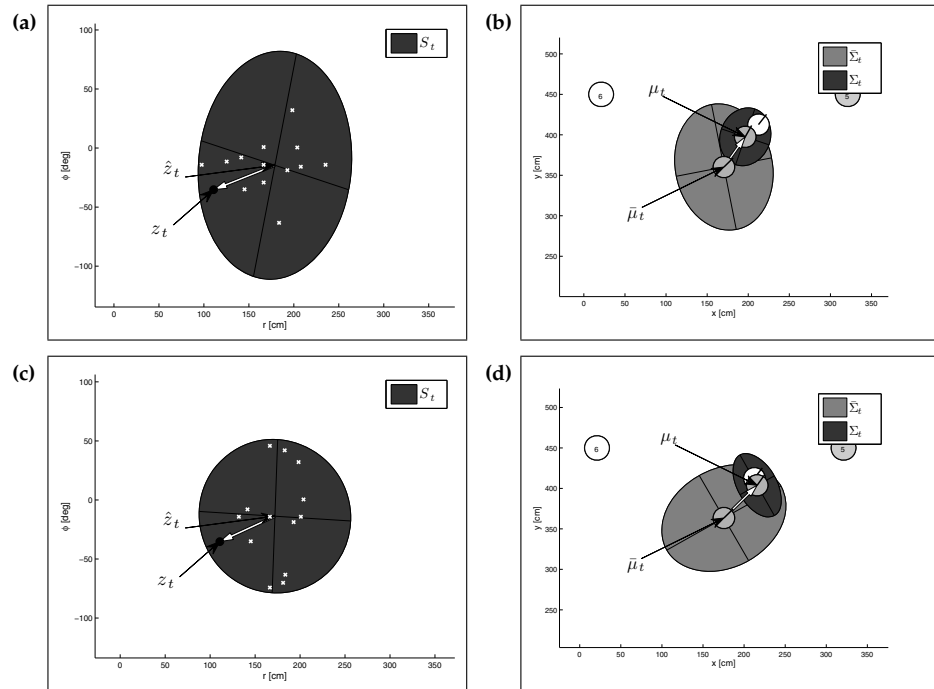 (a)
S_t
100
50
0
−50
−100
ϕ [deg]
ẑ_t
z_t
0 50 100 150 200 250 300 350
r [cm]
(b)
Σ̄_t
Σ_t
500
450
400
350
300
250
y [cm]
6
5
μ_t
μ̄_t
0 50 100 150 200 250 300 350
x [cm]
(c)
S_t
100
50
0
−50
−100
ϕ [deg]
ẑ_t
z_t
0 50 100 150 200 250 300 350
r [cm]
(d)
Σ̄_t
Σ_t
500
450
400
350
300
250
y [cm]
6
5
μ_t
μ̄_t
0 50 100 150 200 250 300 350
x [cm]